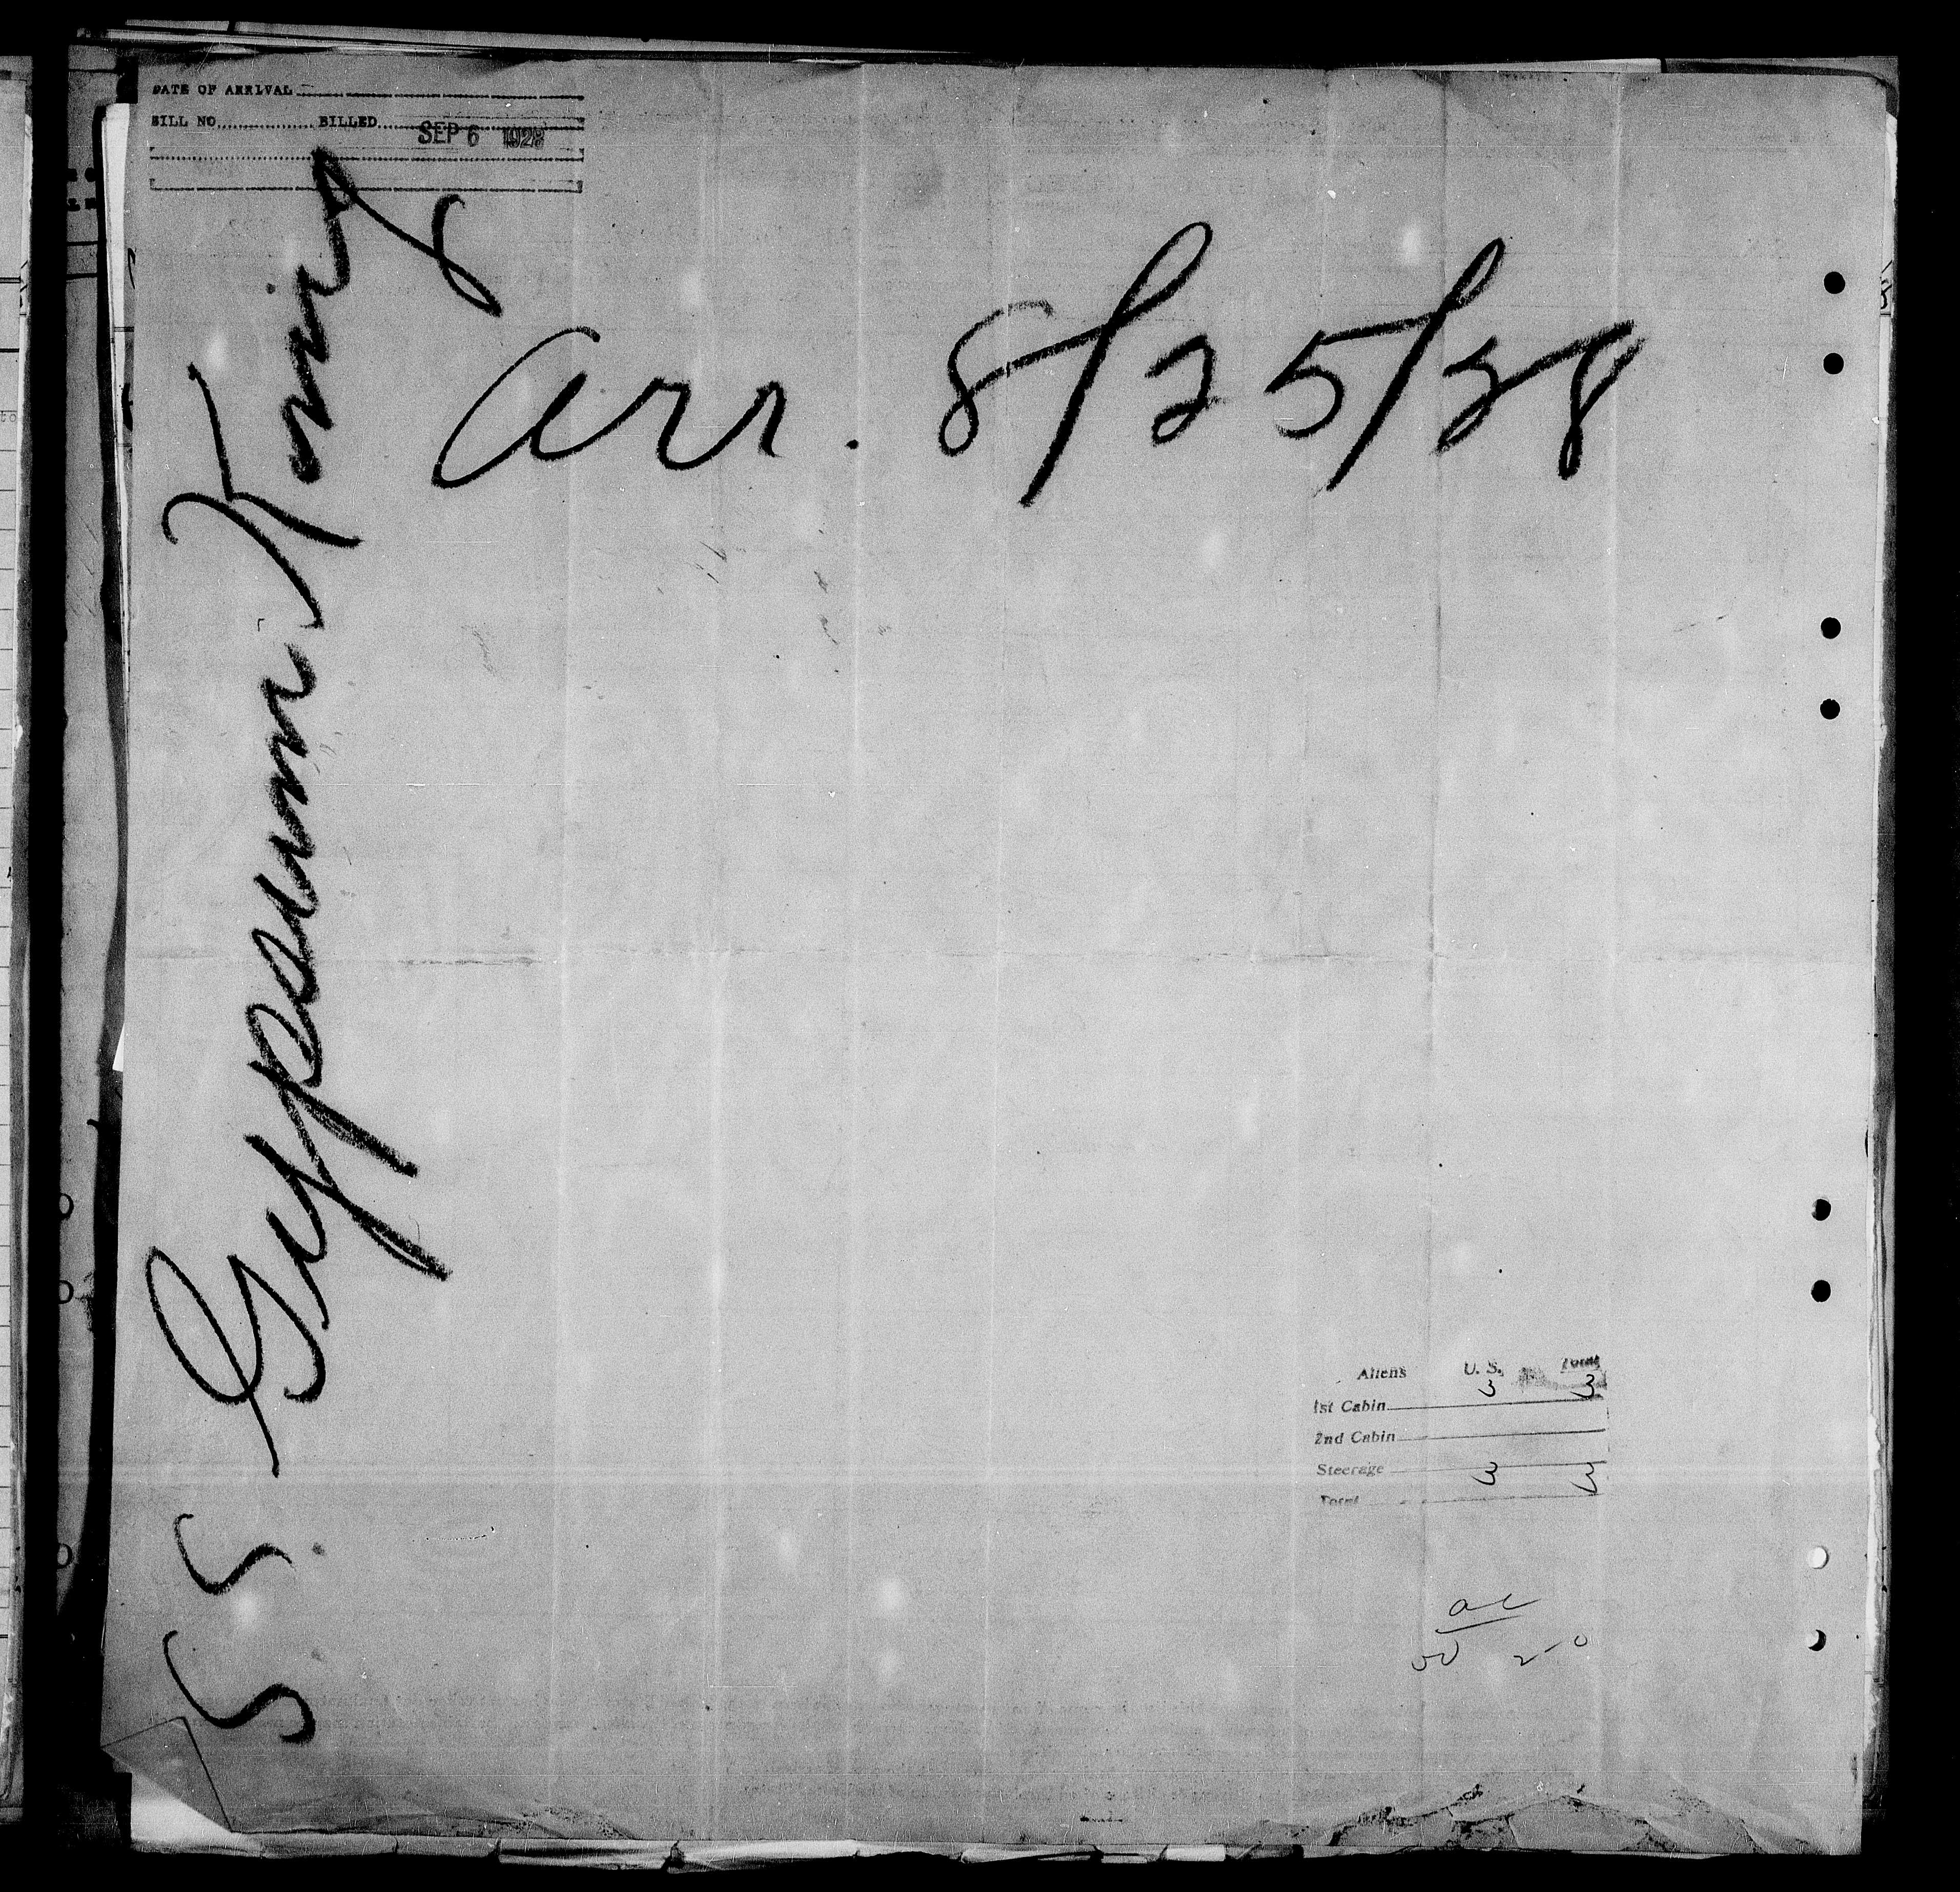 DATE OF ARRIVAL
BILL NO. BILLED SEP 6 1928
S. S. Gypsum King
arr. 8/25/28
Aliens U. S. Total
1st Cabin 3 3
2nd Cabin
Steerage 3 3
Total